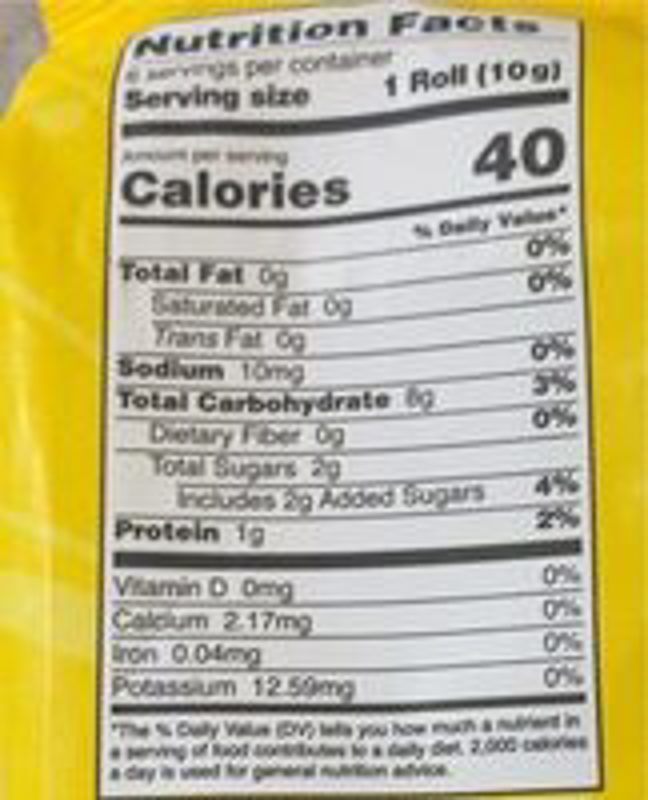 Nutrition Facts
6 servings per container
Serving size 1 Roll (10g)
Amount per serving
Calories 40
% Daily Value*
Total Fat 0g 0%
Saturated Fat 0g 0%
Trans Fat 0g
Sodium 10mg 0%
Total Carbohydrate 8g 3%
Dietary Fiber 0g 0%
Total Sugars 2g
Includes 2g Added Sugars 4%
Protein 1g 2%
Vitamin D 0mg 0%
Calcium 2.17mg 0%
Iron 0.04mg 0%
Potassium 12.59mg 0%
*The % Daily Value (DV) tells you how much a nutrient in
a serving of food contributes to a daily diet. 2,000 calories
a day is used for general nutrition advice.